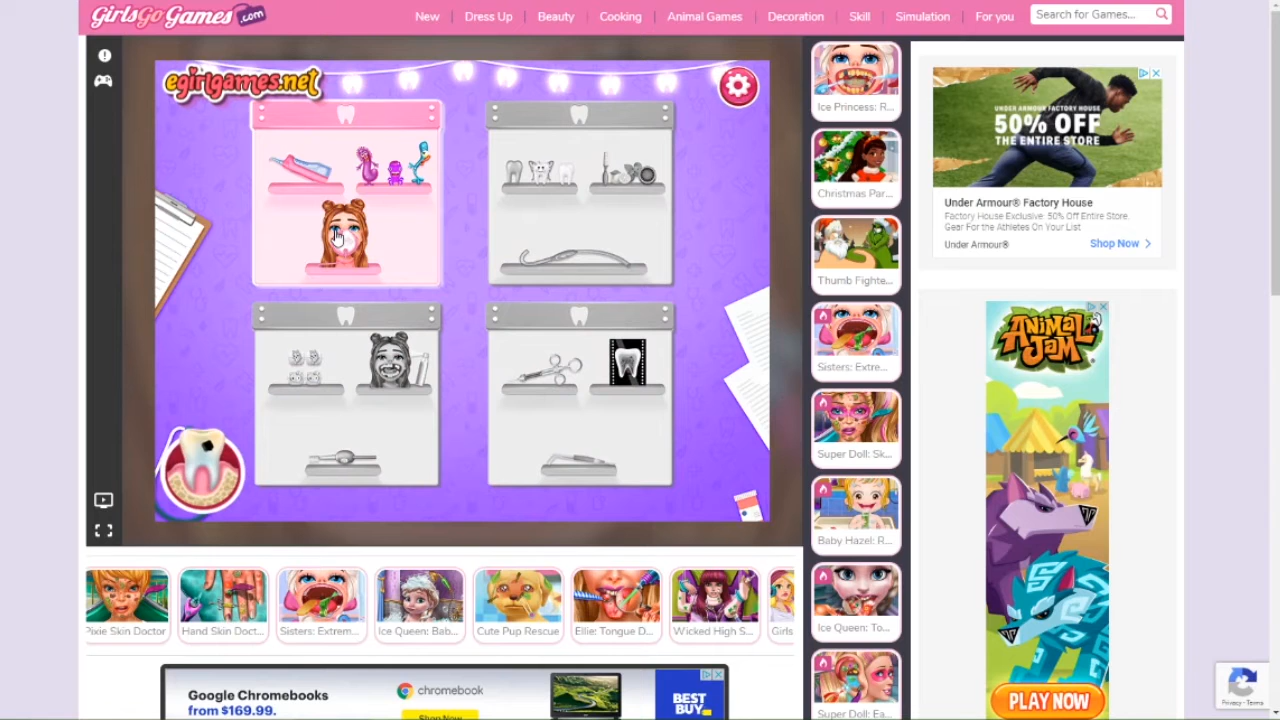 GirlsGoGames.com
New
Dress Up
Beauty
Cooking
Animal Games
Decoration
Skill
Simulation
For you
Search for Games...
egirlgames.net
Ice Princess: R...
Christmas Par...
Thumb Fighte...
Sisters: Extre...
Super Doll: Sk...
Baby Hazel: R...
Ice Queen: To...
Super Doll: Ea...
UNDER ARMOUR® FACTORY HOUSE
50% OFF
THE ENTIRE STORE
Under Armour® Factory House
Factory House Exclusive: 50% Off Entire Store.
Gear For the Athletes On Your List
Under Armour®
Shop Now
ANIMAL
JAM
PLAY NOW
Pixie Skin Doctor
Hand Skin Doct...
Sisters: Extrem...
Ice Queen: Bab...
Cute Pup Rescue
Ellie: Tongue D...
Wicked High S...
Girls
Google Chromebooks
from $169.99.
chromebook
Shop Now
BEST
BUY
Privacy - Terms